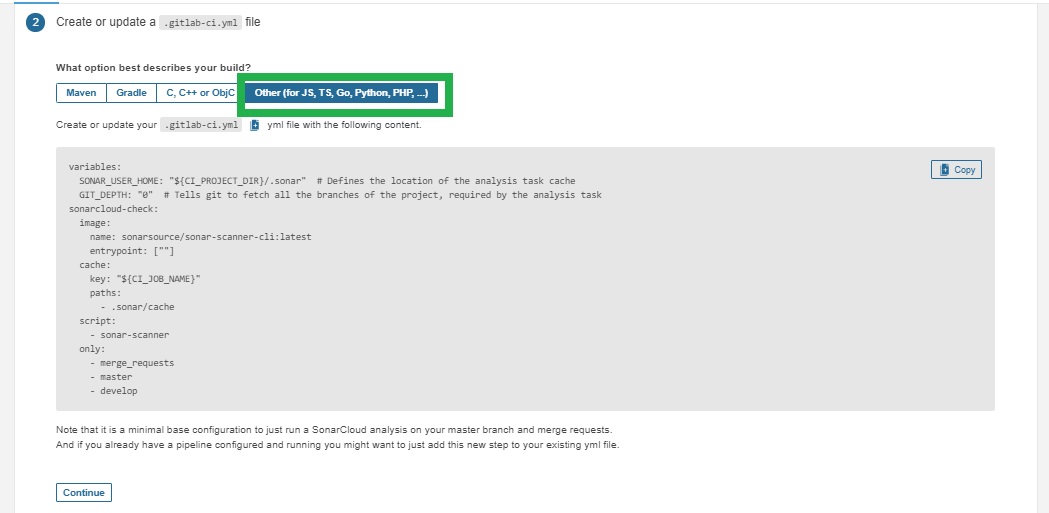 2 Create or update a .gitlab-ci.yml file
What option best describes your build?
Maven Gradle C, C++ or ObjC Other (for JS, TS, Go, Python, PHP, ...)
Create or update your .gitlab-ci.yml yml file with the following content.
Copy
variables:
  SONAR_USER_HOME: "${CI_PROJECT_DIR}/.sonar"  # Defines the location of the analysis task cache
  GIT_DEPTH: "0"  # Tells git to fetch all the branches of the project, required by the analysis task
sonarcloud-check:
  image:
    name: sonarsource/sonar-scanner-cli:latest
    entrypoint: [""]
  cache:
    key: "${CI_JOB_NAME}"
    paths:
      - .sonar/cache
  script:
    - sonar-scanner
  only:
    - merge_requests
    - master
    - develop
Note that it is a minimal base configuration to just run a SonarCloud analysis on your master branch and merge requests.
And if you already have a pipeline configured and running you might want to just add this new step to your existing yml file.
Continue